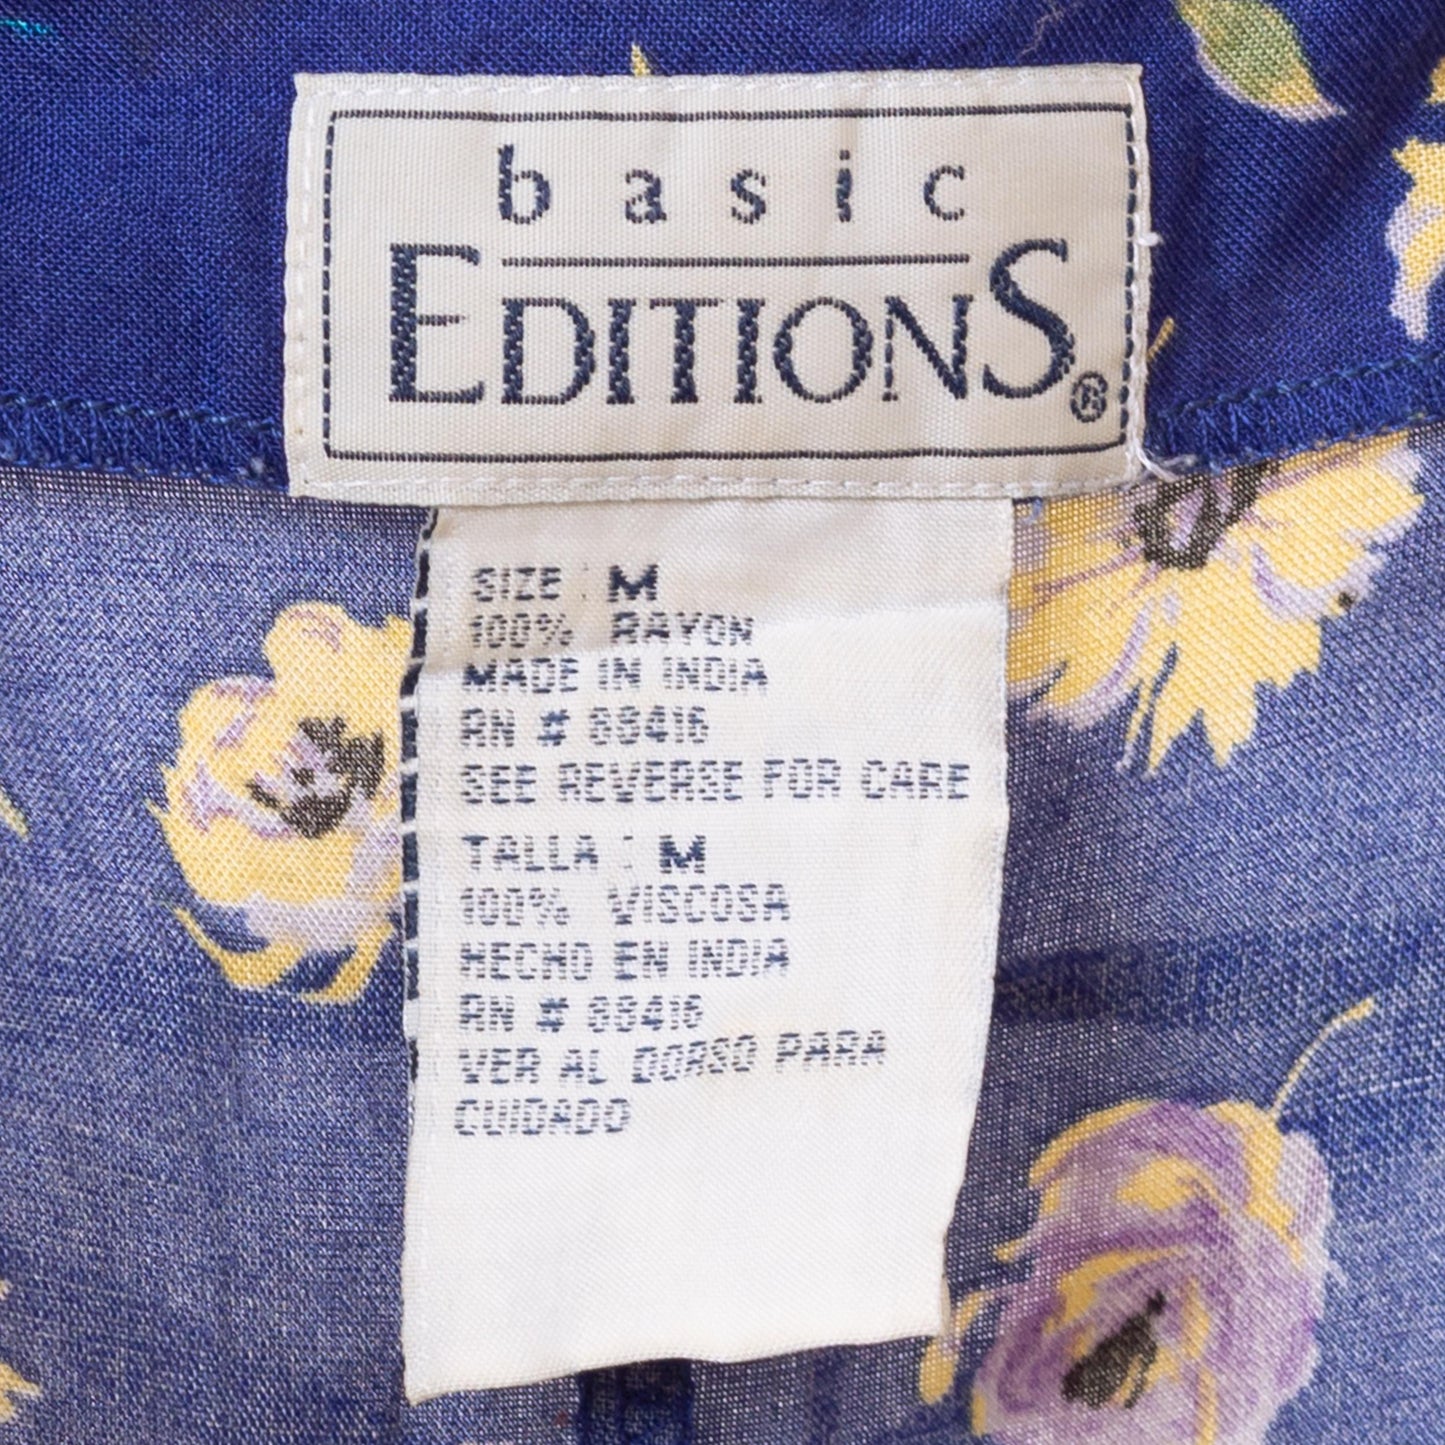 basic
EDITIONS®
SIZE : M
100% RAYON
MADE IN INDIA
RN # 88416
SEE REVERSE FOR CARE
TALLA : M
100% VISCOSA
HECHO EN INDIA
RN # 88416
VER AL DORSO PARA
CUIDADO